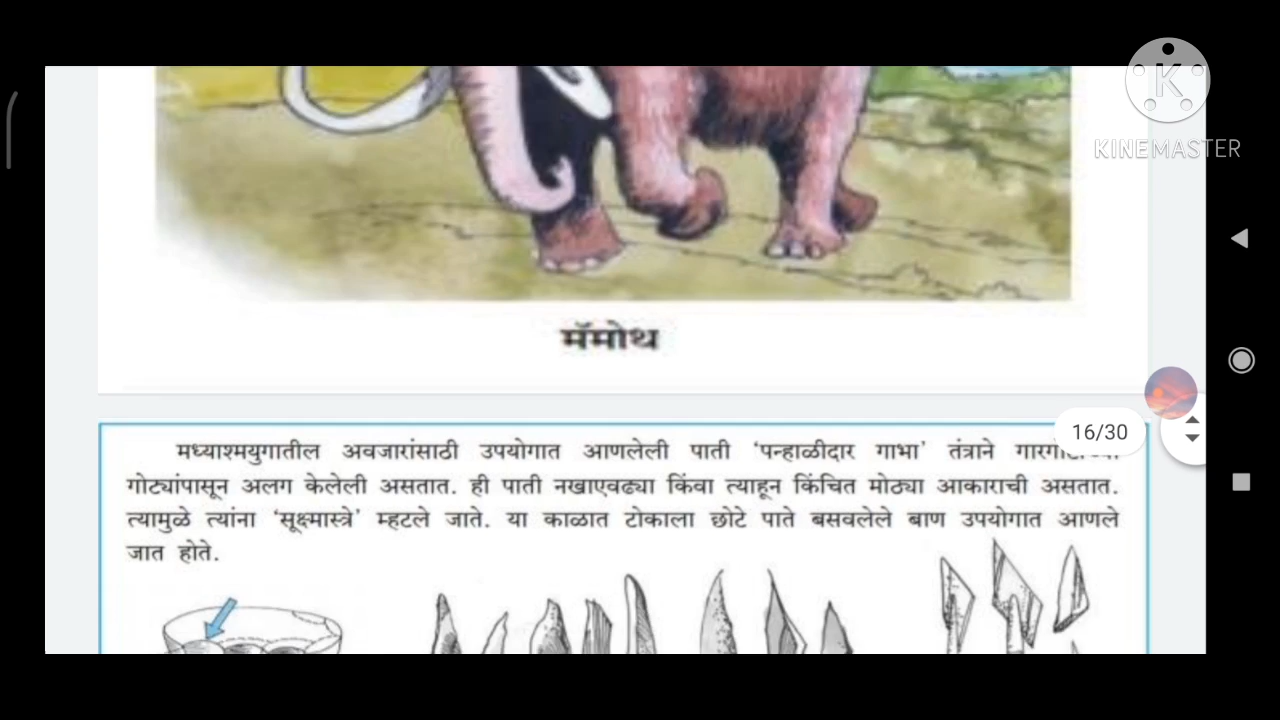 KINEMASTER
मॅमोथ
16/30
मध्याश्मयुगातील अवजारांसाठी उपयोगात आणलेली पाती ‘पन्हाळीदार गाभा’ तंत्राने
गोट्यांपासून अलग केलेली असतात. ही पाती नखाएवढ्या किंवा त्याहून किंचित मोठ्या आकाराची असतात.
त्यामुळे त्यांना ‘सूक्ष्मास्त्रे’ म्हटले जाते. या काळात टोकाला छोटे पाते बसवलेले बाण उपयोगात आणले
जात होते.